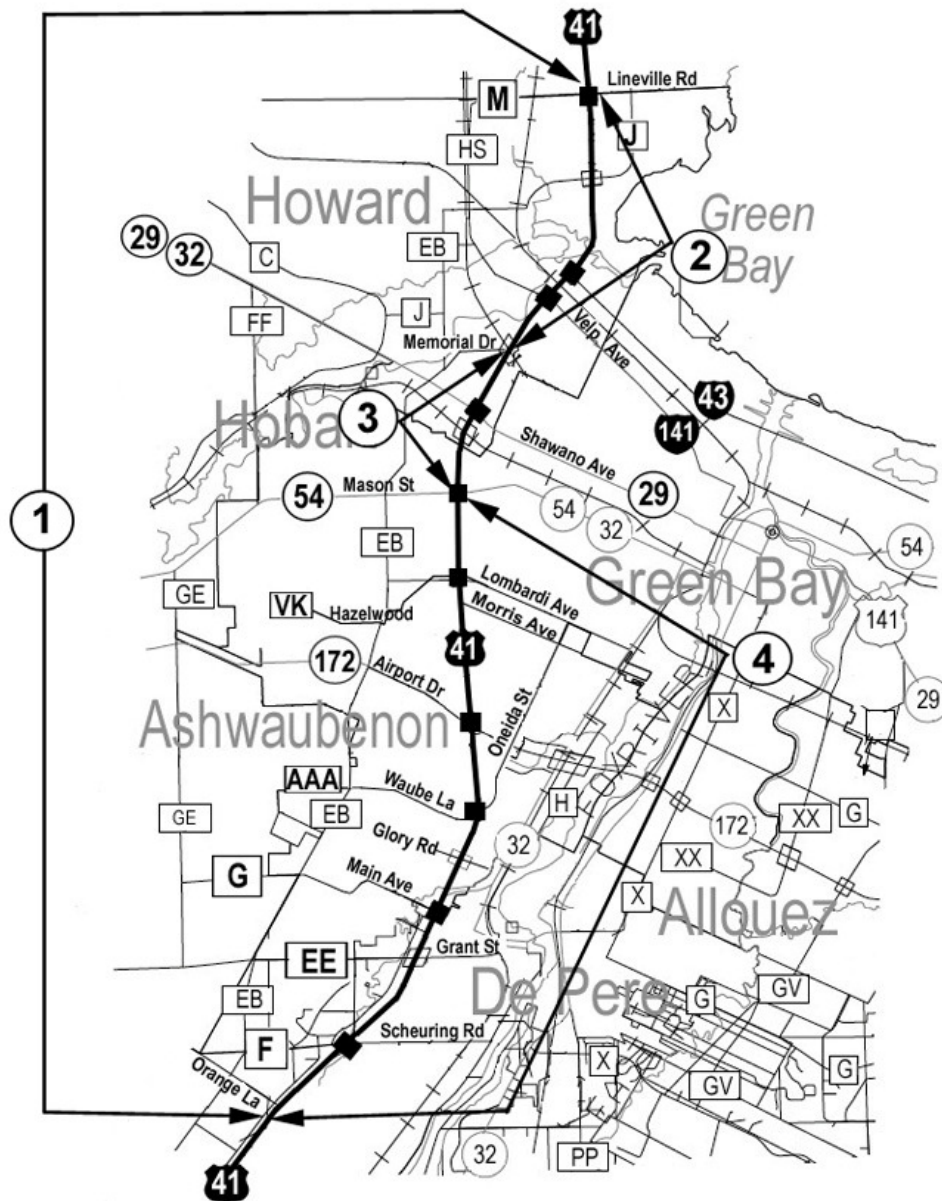 41
Lineville Rd
M
J
HS
Howard
Green
Bay
29
32
EB
2
C
J
FF
Memorial Dr
Velp Ave
43
141
3
Hobart
Shawano Ave
1
54
Mason St
29
54
32
54
EB
Green Bay
GE
VK
Hazelwood
Lombardi Ave
Morris Ave
141
41
4
172
Airport Dr
Oneida St
X
29
Ashwaubenon
AAA
Waube La
EB
H
GE
G
XX
172
32
Glory Rd
XX
G
Main Ave
X
Allouez
EE
Grant St
De Pere
GV
G
EB
F
Scheuring Rd
X
G
GV
Orange La
32
PP
41